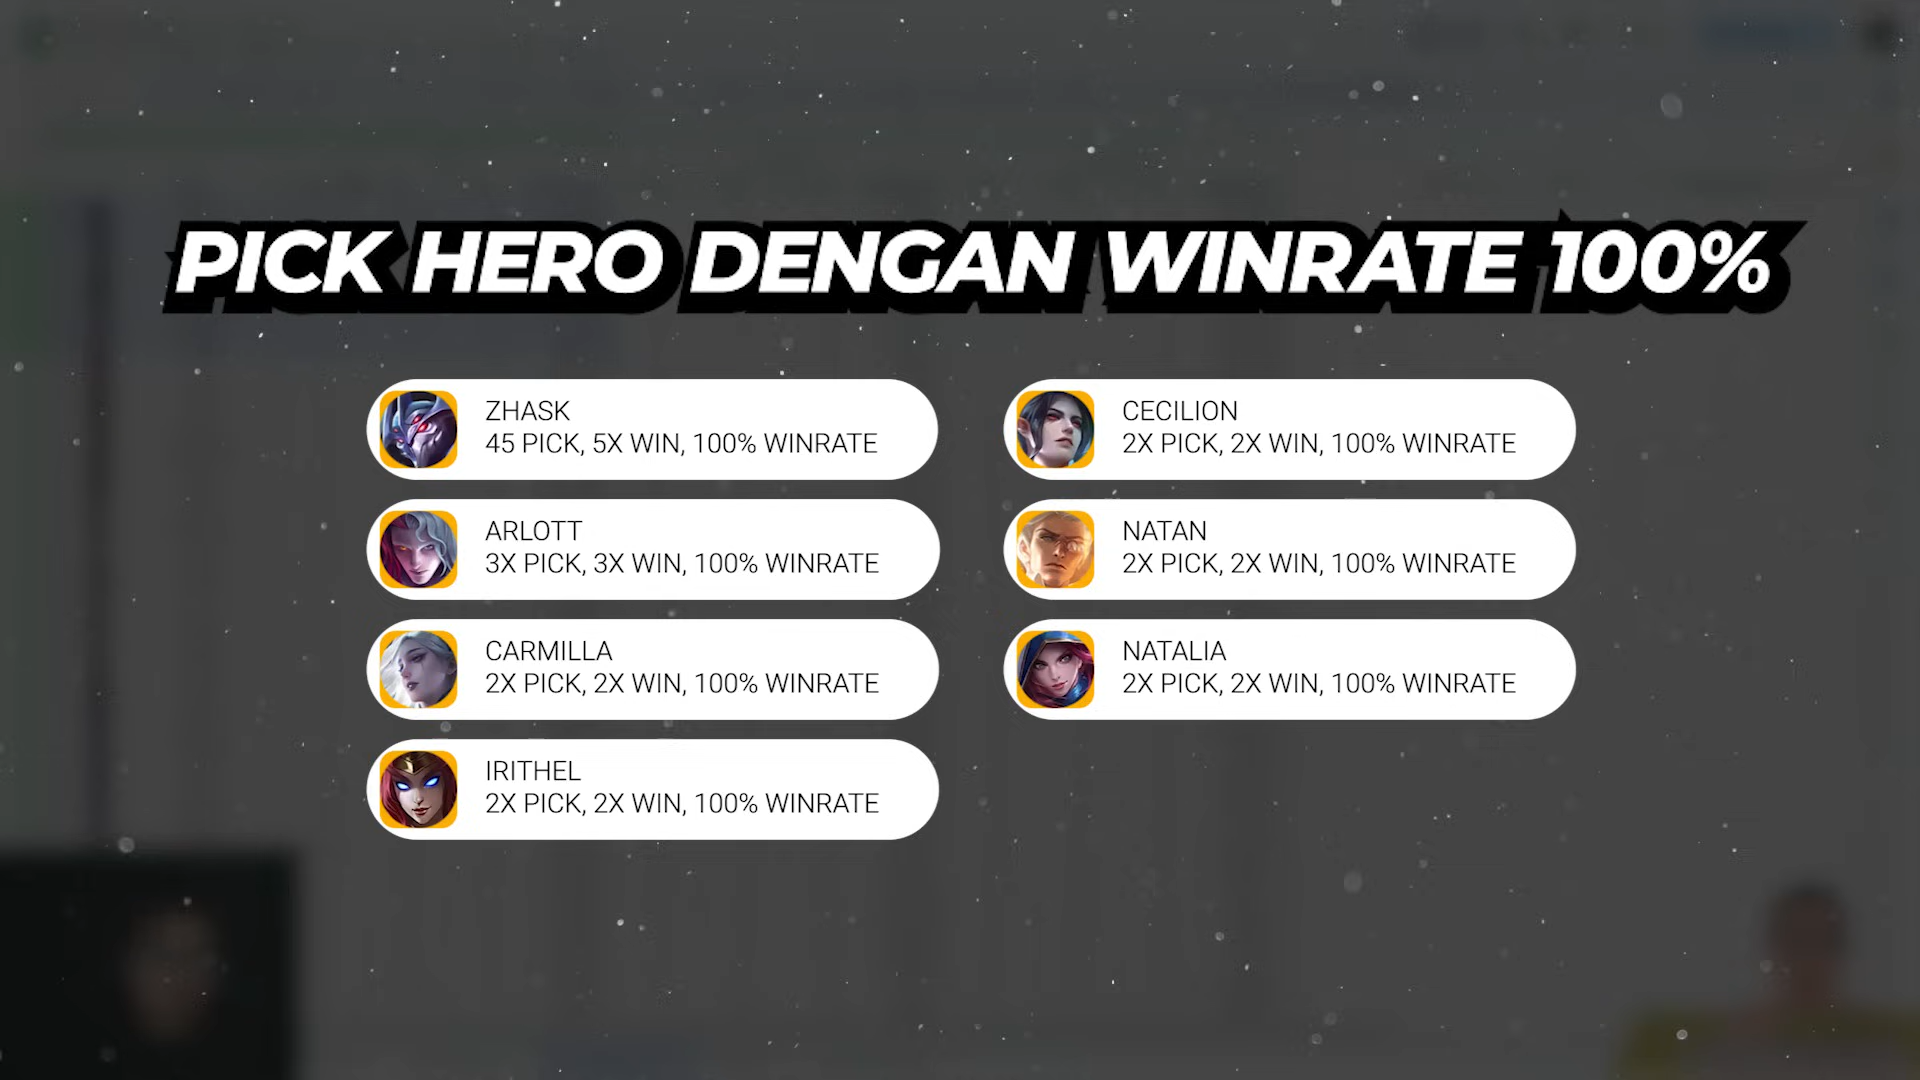 PICK HERO DENGAN WINRATE 100%
ZHASK
45 PICK, 5X WIN, 100% WINRATE
ARLOTT
3X PICK, 3X WIN, 100% WINRATE
CARMILLA
2X PICK, 2X WIN, 100% WINRATE
IRITHEL
2X PICK, 2X WIN, 100% WINRATE
CECILION
2X PICK, 2X WIN, 100% WINRATE
NATAN
2X PICK, 2X WIN, 100% WINRATE
NATALIA
2X PICK, 2X WIN, 100% WINRATE